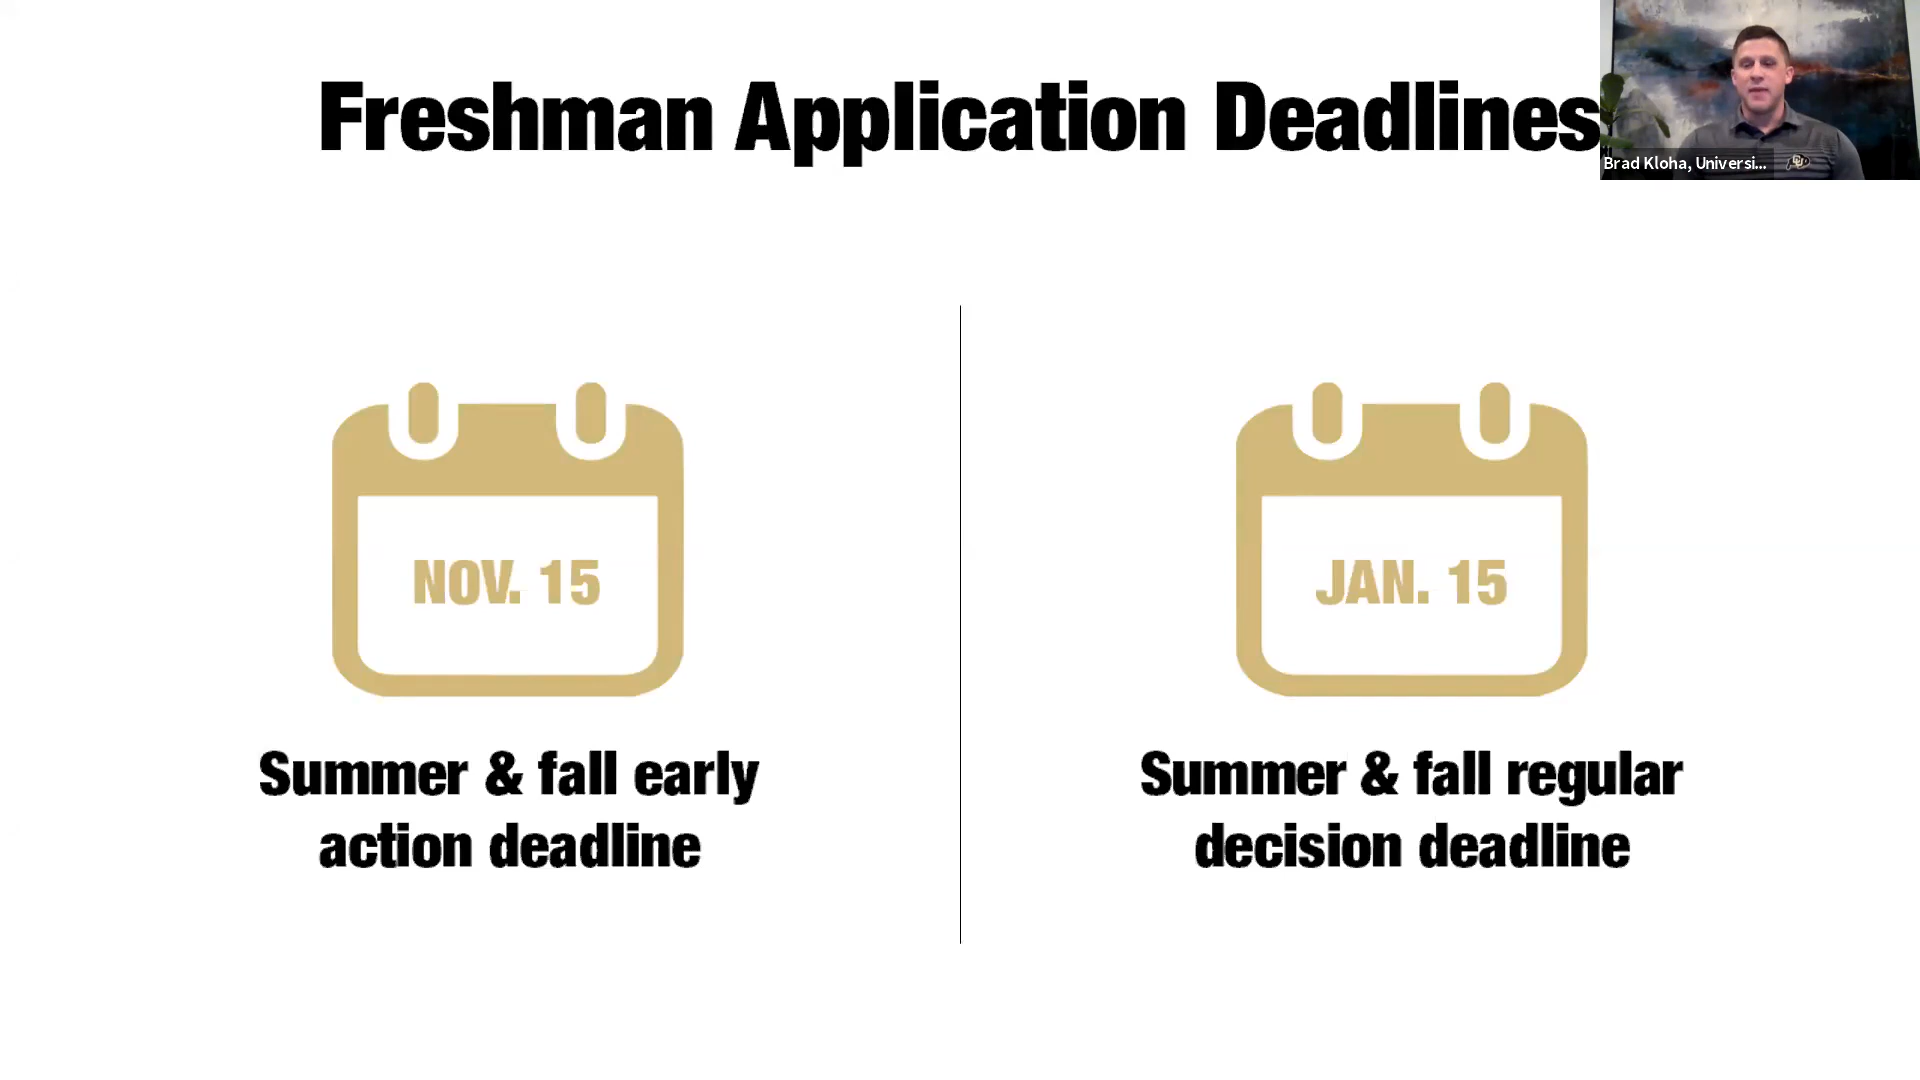 Freshman Application Deadlines
Brad Kloha, Universi...
CU
NOV. 15
JAN. 15
Summer & fall early
action deadline
Summer & fall regular
decision deadline